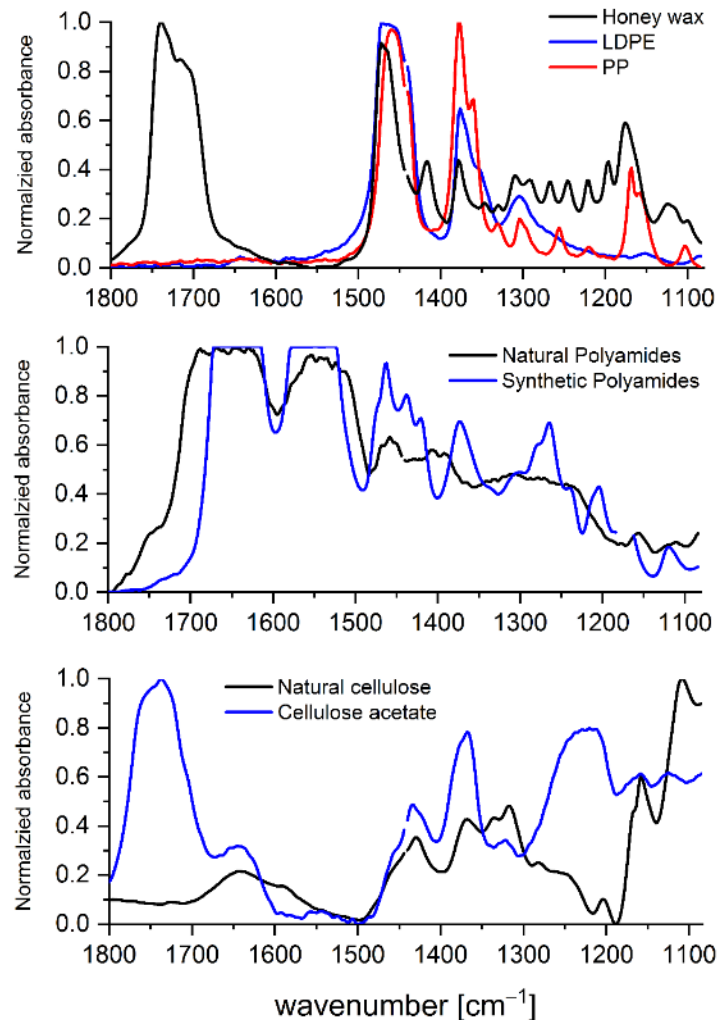 Honey wax
LDPE
PP
Normalzied absorbance
1.0
0.8
0.6
0.4
0.2
0.0
1800 1700 1600 1500 1400 1300 1200 1100
Natural Polyamides
Synthetic Polyamides
Normalzied absorbance
1.0
0.8
0.6
0.4
0.2
0.0
1800 1700 1600 1500 1400 1300 1200 1100
Natural cellulose
Cellulose acetate
Normalzied absorbance
1.0
0.8
0.6
0.4
0.2
0.0
1800 1700 1600 1500 1400 1300 1200 1100
wavenumber [cm⁻¹]